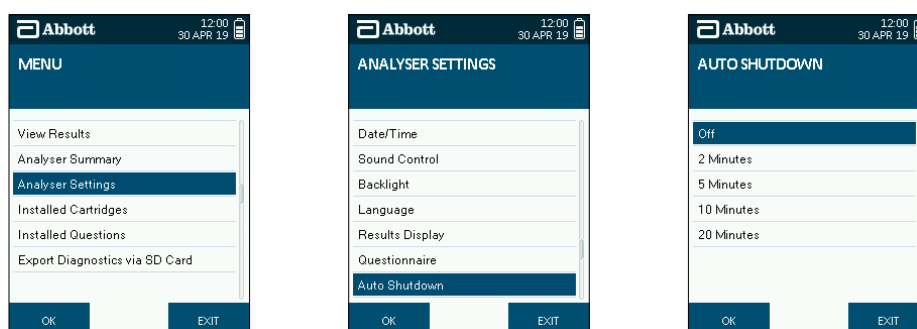 Abbott
12:00
30 APR 19
MENU
View Results
Analyser Summary
Analyser Settings
Installed Cartridges
Installed Questions
Export Diagnostics via SD Card
OK
EXIT
Abbott
12:00
30 APR 19
ANALYSER SETTINGS
Date/Time
Sound Control
Backlight
Language
Results Display
Questionnaire
Auto Shutdown
OK
EXIT
Abbott
12:00
30 APR 19
AUTO SHUTDOWN
Off
2 Minutes
5 Minutes
10 Minutes
20 Minutes
OK
EXIT